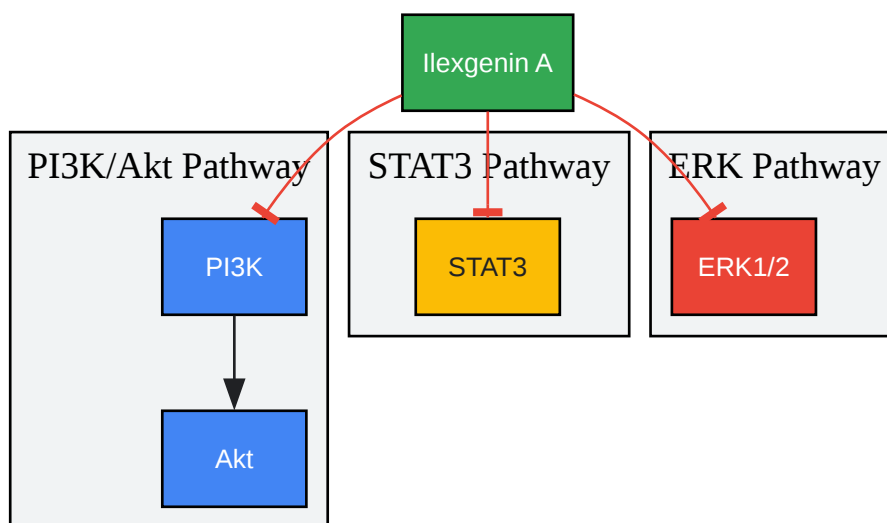 Ilexgenin A
PI3K/Akt Pathway
STAT3 Pathway
ERK Pathway
PI3K
STAT3
ERK1/2
Akt